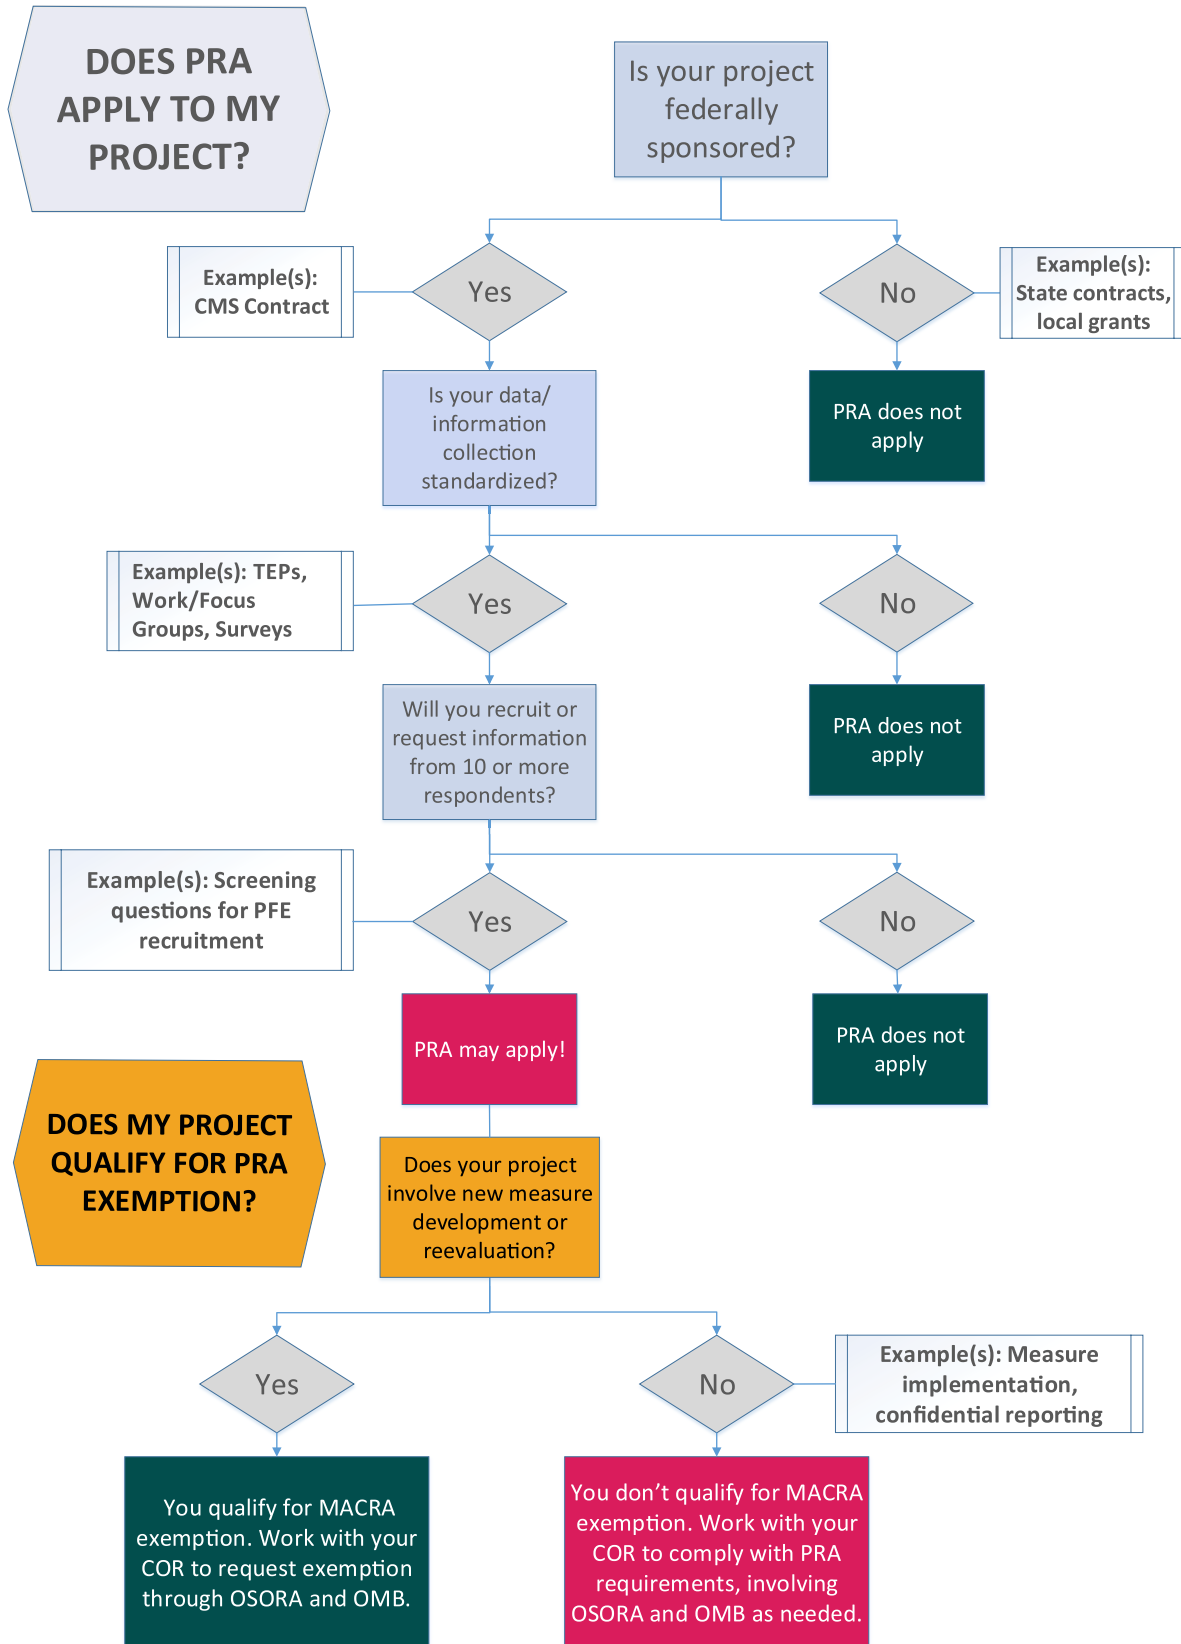 DOES PRA
APPLY TO MY
PROJECT?
Is your project
federally
sponsored?
Example(s):
CMS Contract
Yes
No
Example(s):
State contracts,
local grants
Is your data/
information
collection
standardized?
PRA does not
apply
Example(s): TEPs,
Work/Focus
Groups, Surveys
Yes
No
Will you recruit or
request information
from 10 or more
respondents?
PRA does not
apply
Example(s): Screening
questions for PFE
recruitment
Yes
No
PRA may apply!
PRA does not
apply
DOES MY PROJECT
QUALIFY FOR PRA
EXEMPTION?
Does your project
involve new measure
development or
reevaluation?
Yes
No
Example(s): Measure
implementation,
confidential reporting
You qualify for MACRA
exemption. Work with your
COR to request exemption
through OSORA and OMB.
You don’t qualify for MACRA
exemption. Work with your
COR to comply with PRA
requirements, involving
OSORA and OMB as needed.